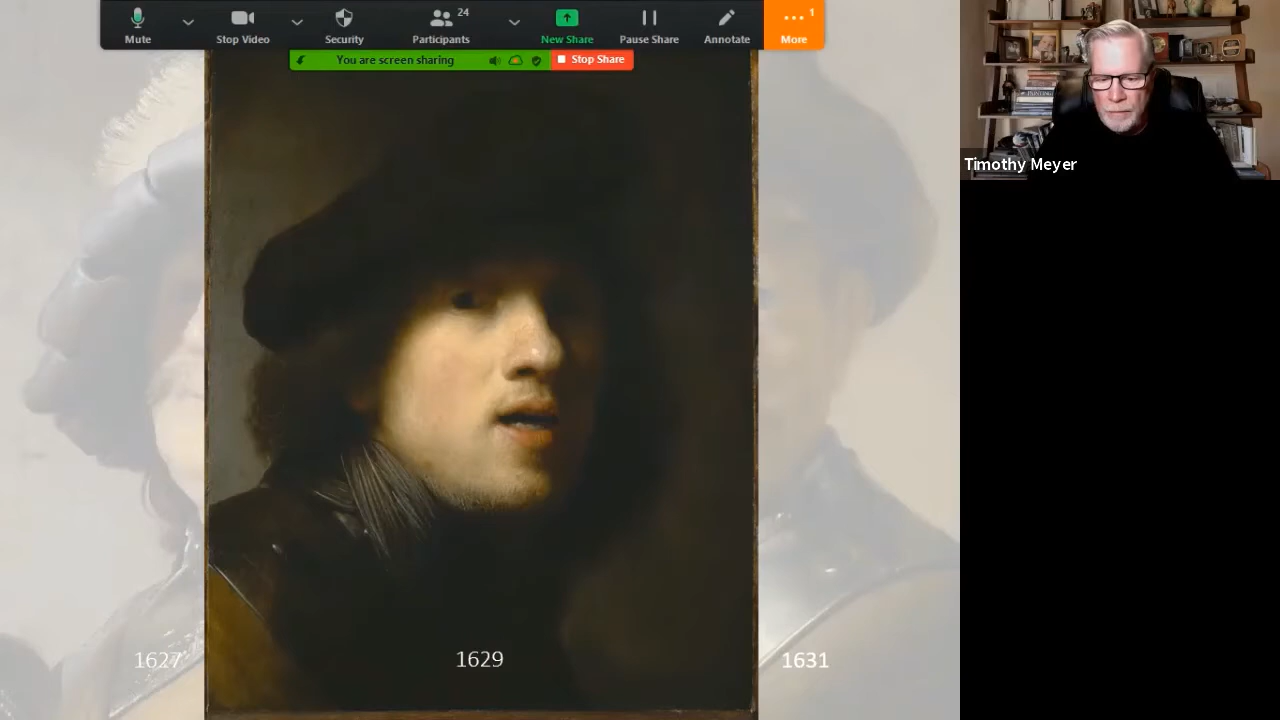 24
1
Mute
Stop Video
Security
Participants
New Share
Pause Share
Annotate
More
You are screen sharing
Stop Share
Timothy Meyer
1627
1629
1631